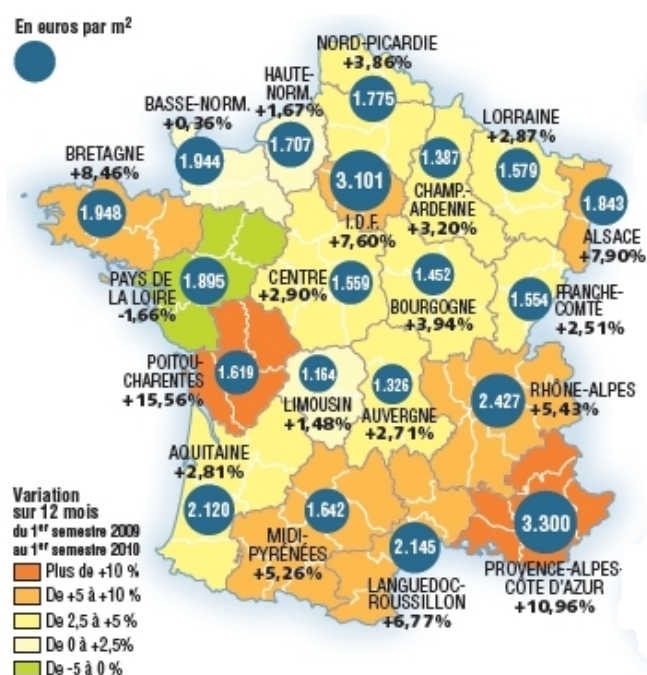 En euros par m²
NORD-PICARDIE
+3,86%
1.775
HAUTE-
NORM.
+1,67%
1.707
BASSE-NORM.
+0,36%
1.944
LORRAINE
+2,87%
1.579
BRETAGNE
+8,46%
1.948
3.101
I.D.F.
+7,60%
1.387
CHAMP.-
ARDENNE
+3,20%
1.843
ALSACE
+7,90%
PAYS DE
LA LOIRE
-1,66%
1.895
CENTRE
+2,90%
1.559
1.452
BOURGOGNE
+3,94%
1.554
FRANCHE-
COMTÉ
+2,51%
POITOU-
CHARENTES
+15,56%
1.619
1.164
LIMOUSIN
+1,48%
1.326
AUVERGNE
+2,71%
2.427
RHÔNE-ALPES
+5,43%
AQUITAINE
+2,81%
2.120
1.642
MIDI-
PYRÉNÉES
+5,26%
2.145
LANGUEDOC-
ROUSSILLON
+6,77%
3.300
PROVENCE-ALPES-
CÔTE D'AZUR
+10,96%
Variation
sur 12 mois
du 1er semestre 2009
au 1er semestre 2010
Plus de +10 %
De +5 à +10 %
De 2,5 à +5 %
De 0 à +2,5%
De -5 à 0 %